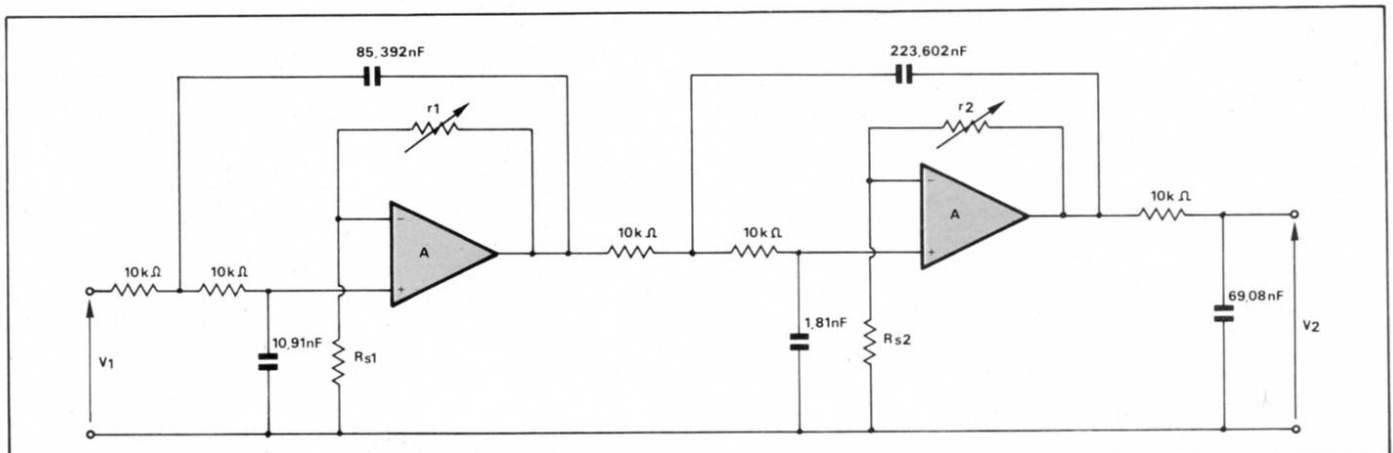 85,392nF
223,602nF
r1
r2
10kΩ
A
A
10kΩ
10kΩ
10kΩ
10kΩ
10,91nF
Rs1
1,81nF
Rs2
69,08nF
V1
V2